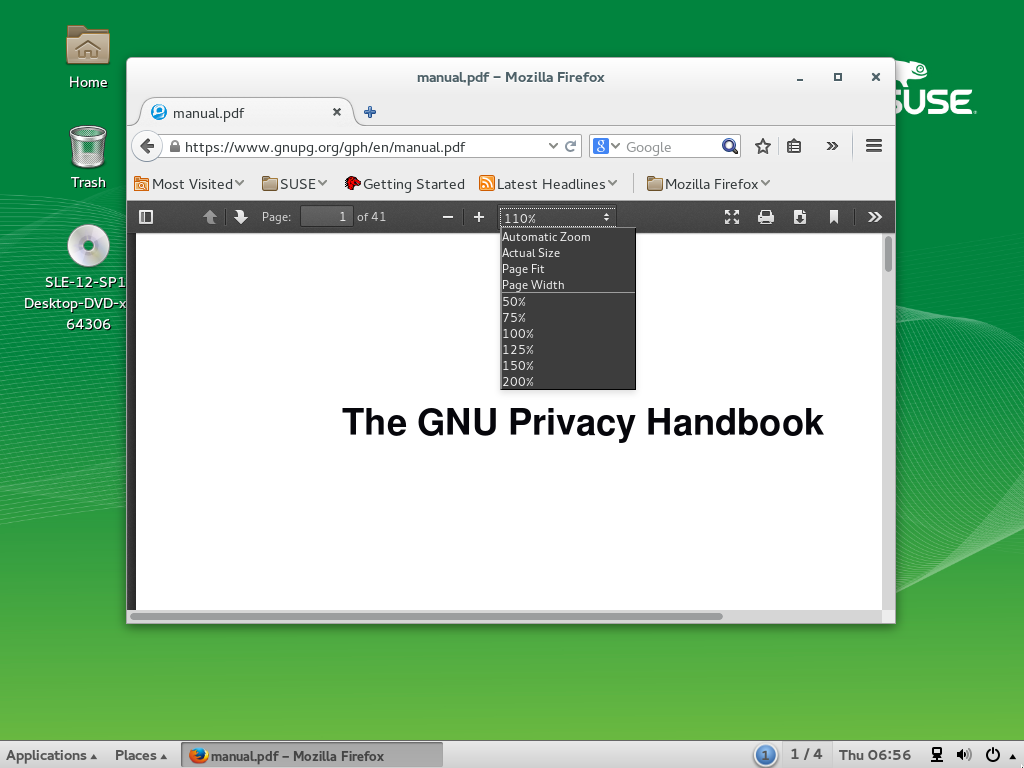 Home
Trash
SLE-12-SP1
Desktop-DVD-x
64306
SUSE
manual.pdf – Mozilla Firefox
manual.pdf
https://www.gnupg.org/gph/en/manual.pdf
8
Google
Most Visited
SUSE
Getting Started
Latest Headlines
Mozilla Firefox
Page: 1 of 41
110%
Automatic Zoom
Actual Size
Page Fit
Page Width
50%
75%
100%
125%
150%
200%
The GNU Privacy Handbook
Applications
Places
manual.pdf – Mozilla Firefox
1
1 / 4
Thu 06:56